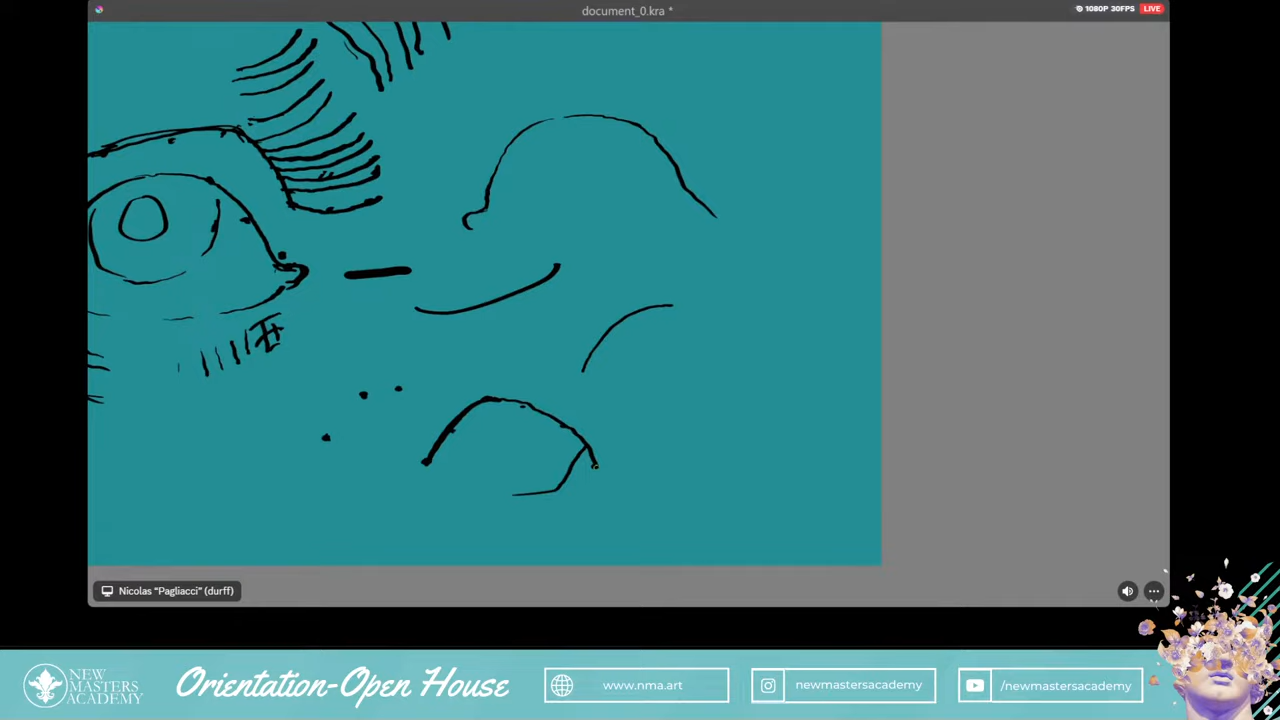 document_0.kra *
1080P 30FPS LIVE
Nicolas “Pagliacci” (durff)
NEW MASTERS ACADEMY
Orientation-Open House
www.nma.art
newmastersacademy
/newmastersacademy